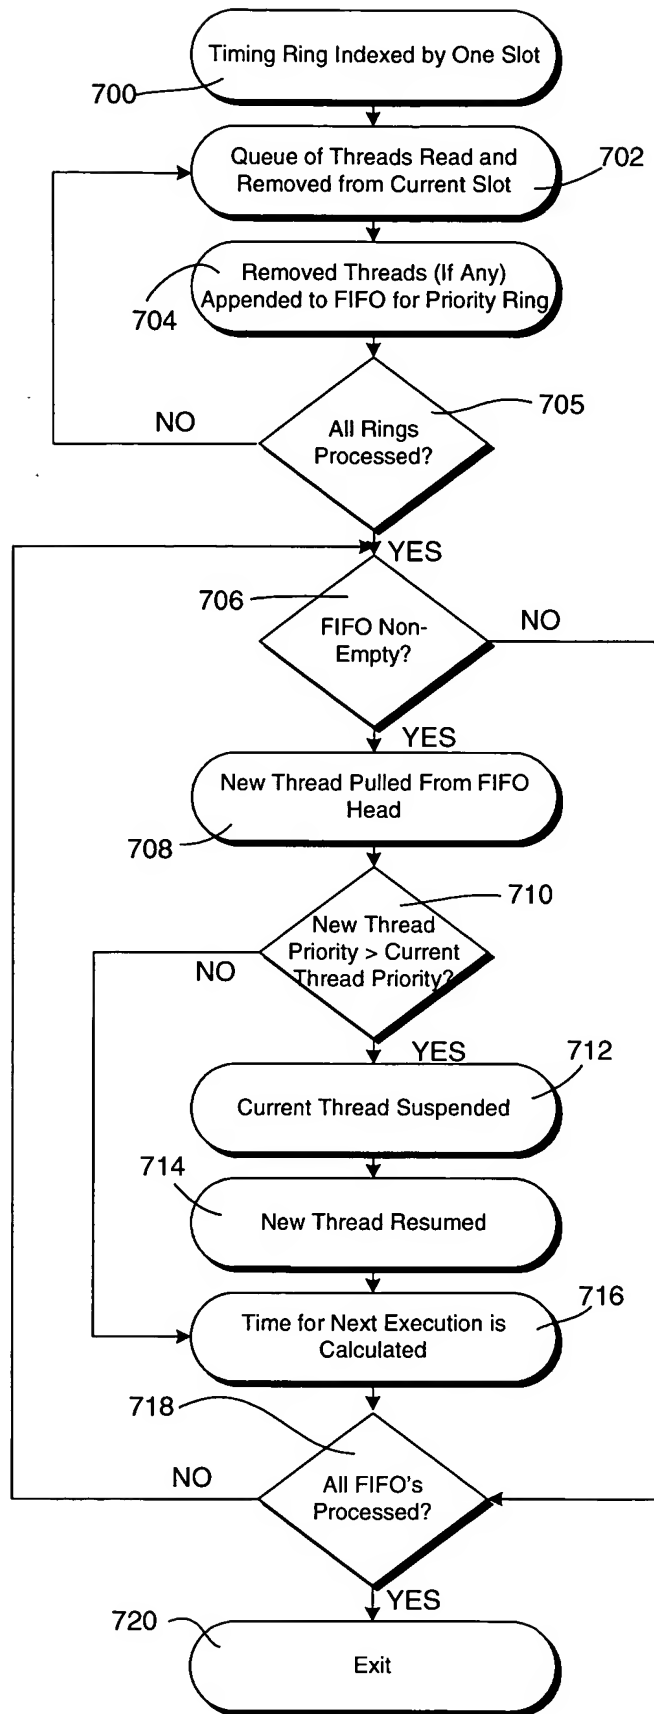 Timing Ring Indexed by One Slot
700
Queue of Threads Read and
Removed from Current Slot
702
Removed Threads (If Any)
Appended to FIFO for Priority Ring
704
705
NO
All Rings
Processed?
YES
706
NO
FIFO Non-
Empty?
YES
New Thread Pulled From FIFO
Head
708
710
New Thread
Priority > Current
Thread Priority?
NO
YES
712
Current Thread Suspended
714
New Thread Resumed
716
Time for Next Execution is
Calculated
718
NO
All FIFO's
Processed?
YES
720
Exit